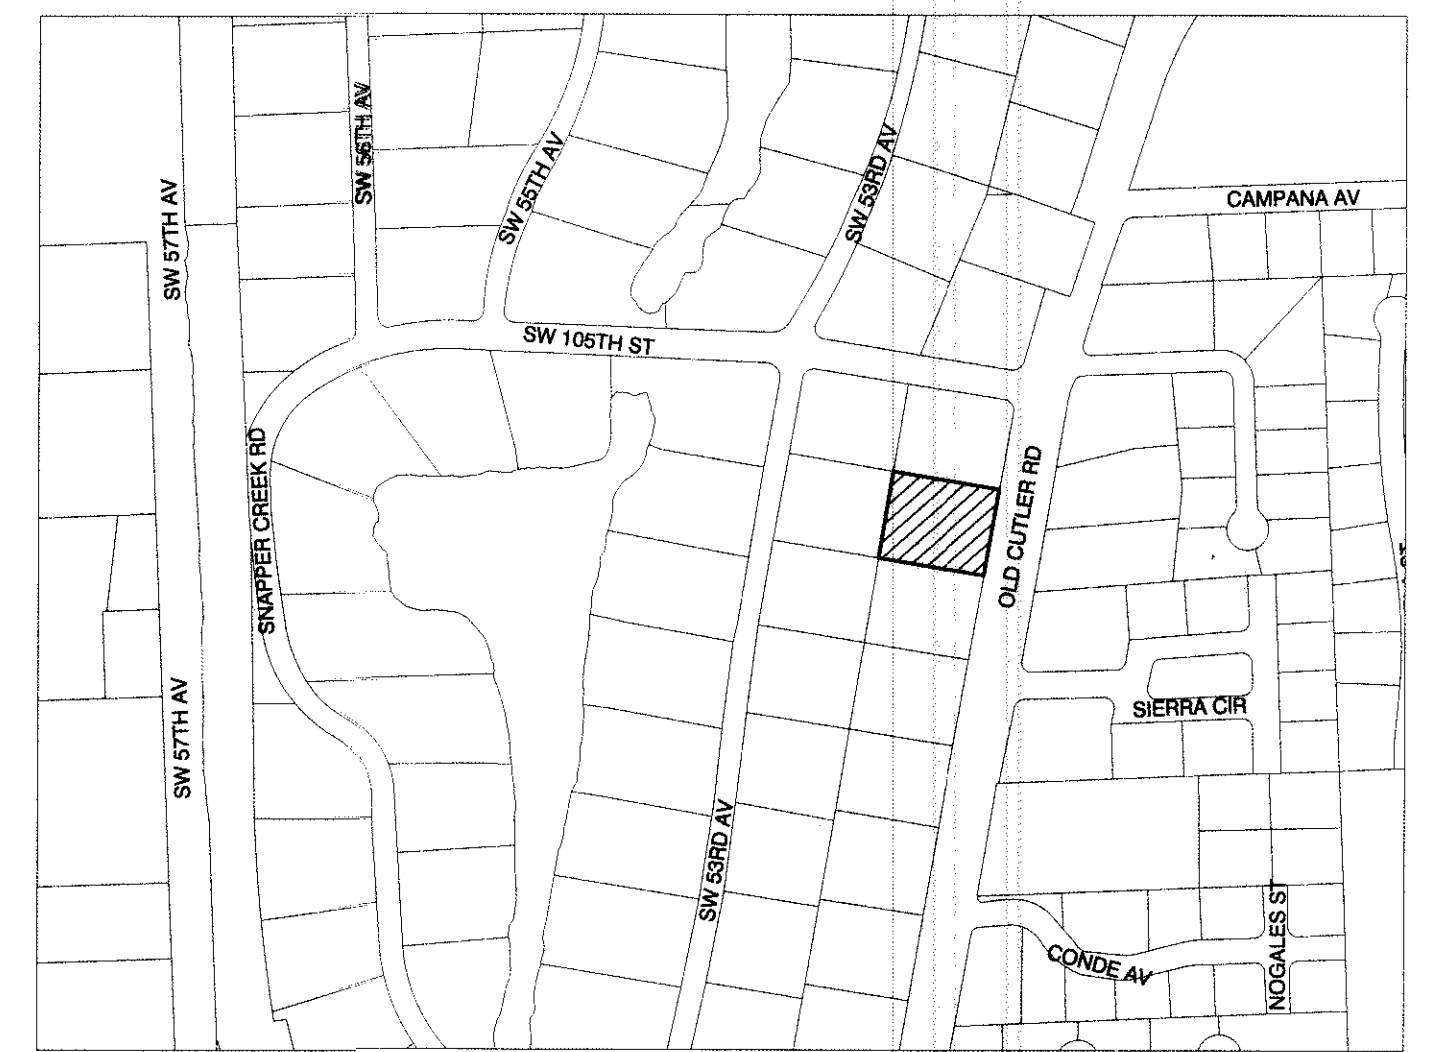 SW 56TH AV
SW 55TH AV
SW 53RD AV
SW 57TH AV
CAMPANA AV
SW 105TH ST
SNAPPER CREEK RD
OLD CUTLER RD
SW 57TH AV
SIERRA CIR
SW 53RD AV
CONDE AV
NOGALES ST